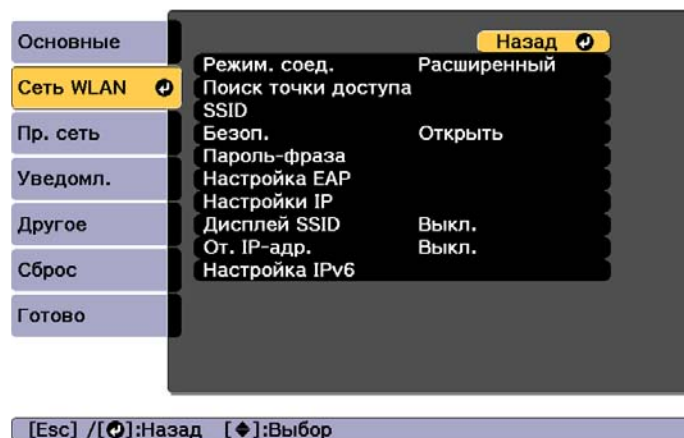 Основные
Сеть WLAN
Пр. сеть
Уведомл.
Другое
Сброс
Готово
Назад
Режим. соед. Расширенный
Поиск точки доступа
SSID
Безоп. Открыть
Пароль-фраза
Настройка EAP
Настройки IP
Дисплей SSID Выкл.
От. IP-адр. Выкл.
Настройка IPv6
[Esc] /[ ]:Назад [ ]:Выбор